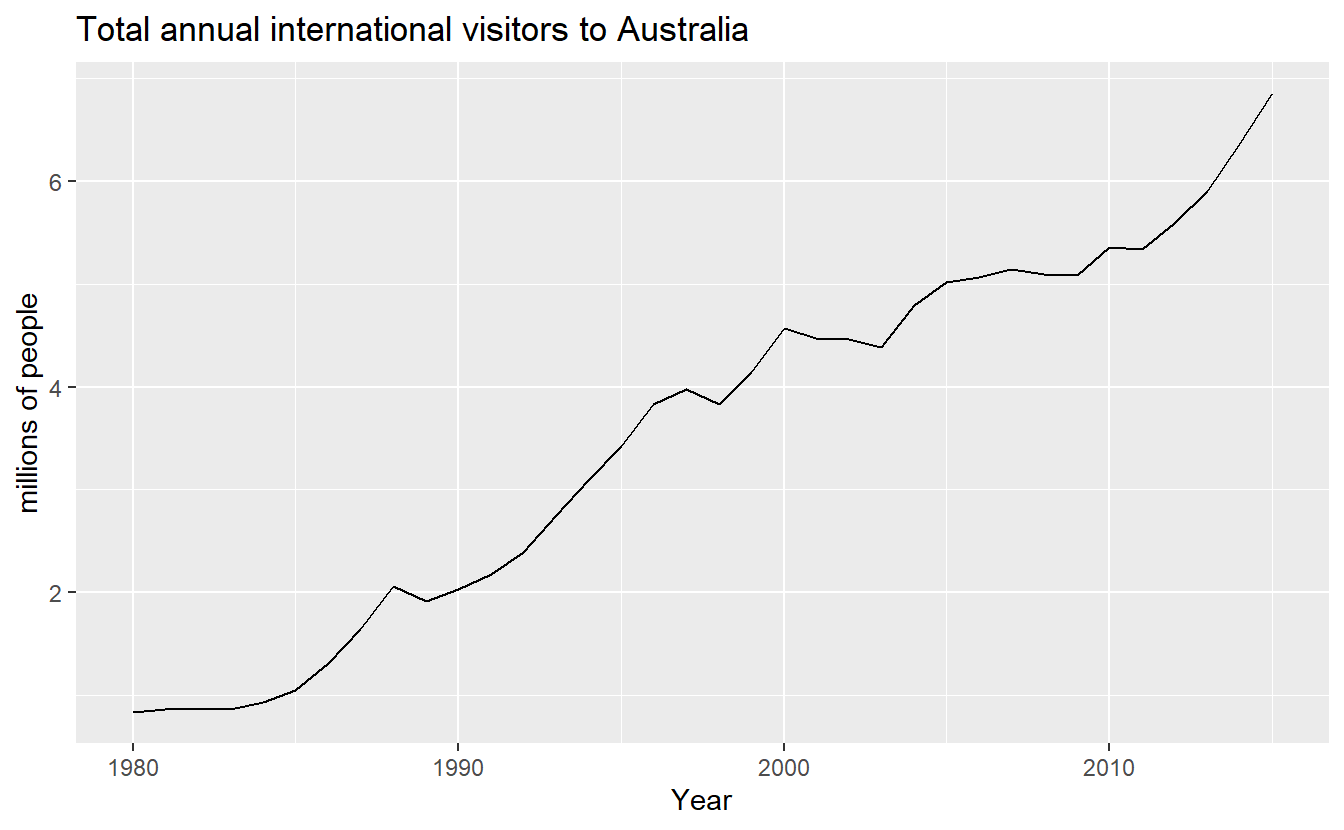 Total annual international visitors to Australia
millions of people
6
4
2
1980 1990 2000 2010
Year